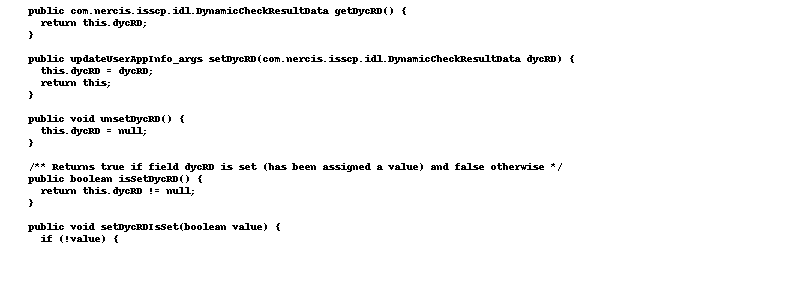 public com.nercis.isscp.idl.DynamicCheckResultData getDycRD() {
return this.dycRD;
}
public updateUserAppInfo_args setDycRD(com.nercis.isscp.idl.DynamicCheckResultData dycRD) {
this.dycRD = dycRD;
return this;
}
public void unsetDycRD() {
this.dycRD = null;
}
/** Returns true if field dycRD is set (has been assigned a value) and false otherwise */
public boolean isSetDycRD() {
return this.dycRD != null;
}
public void setDycRDIsSet(boolean value) {
if (!value) {